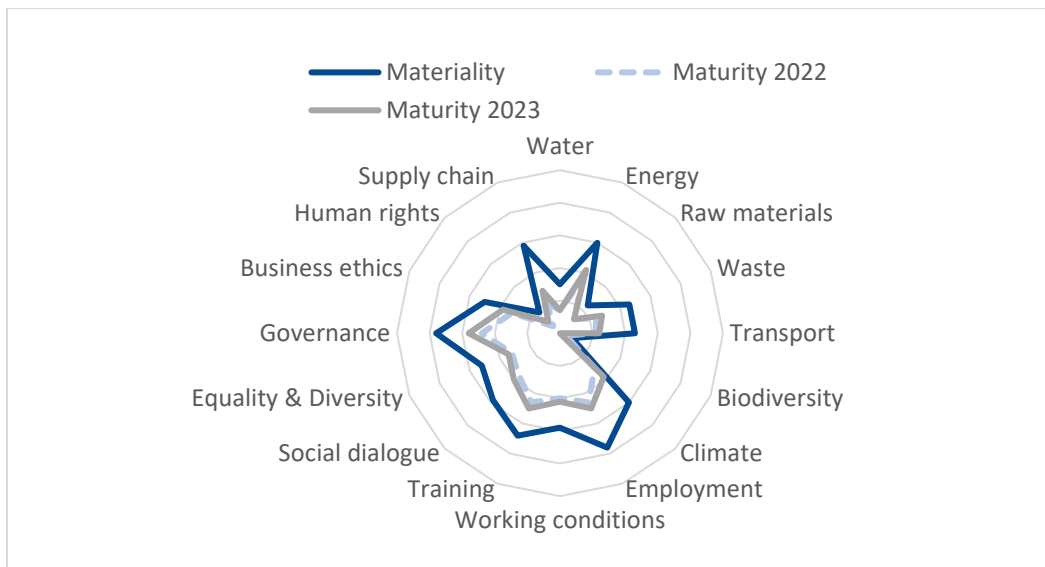 Materiality
Maturity 2022
Maturity 2023
Water
Supply chain
Energy
Human rights
Raw materials
Business ethics
Waste
Governance
Transport
Equality & Diversity
Biodiversity
Social dialogue
Climate
Training
Employment
Working conditions